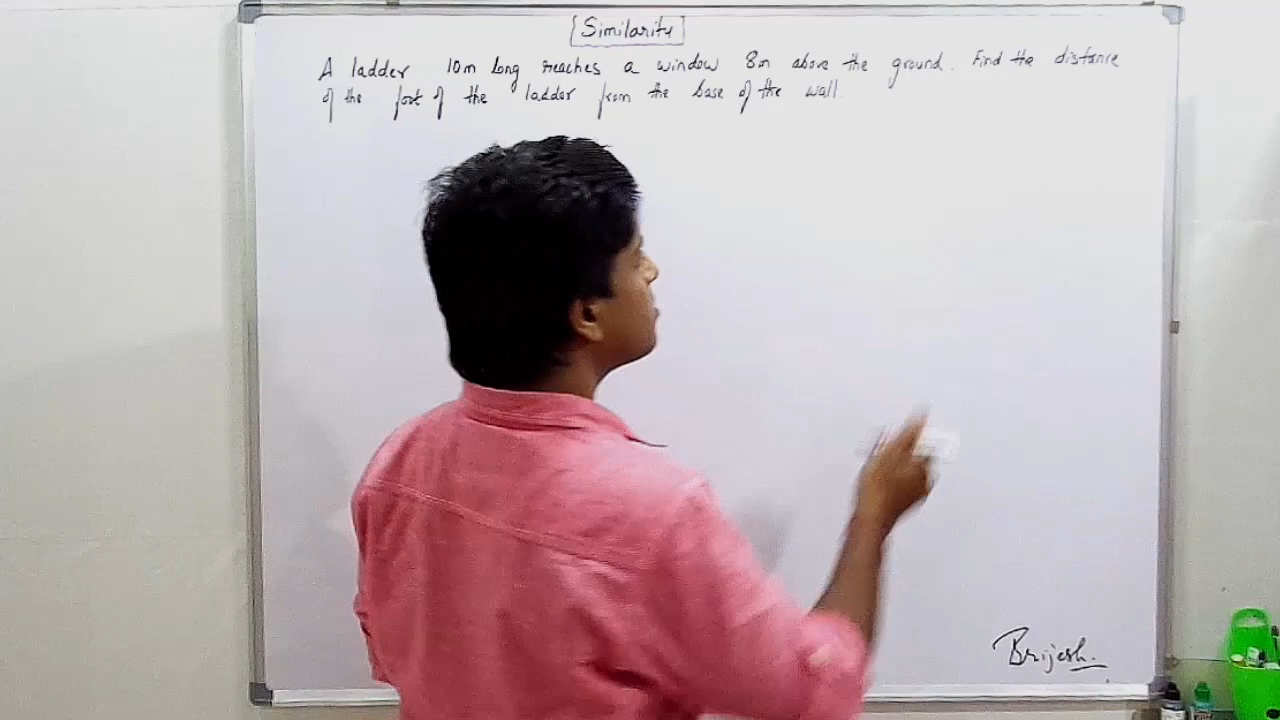 [Similarity]
A ladder 10m long reaches a window 8m above the ground. Find the distance
of the foot of the ladder from the base of the wall.
Brijesh.